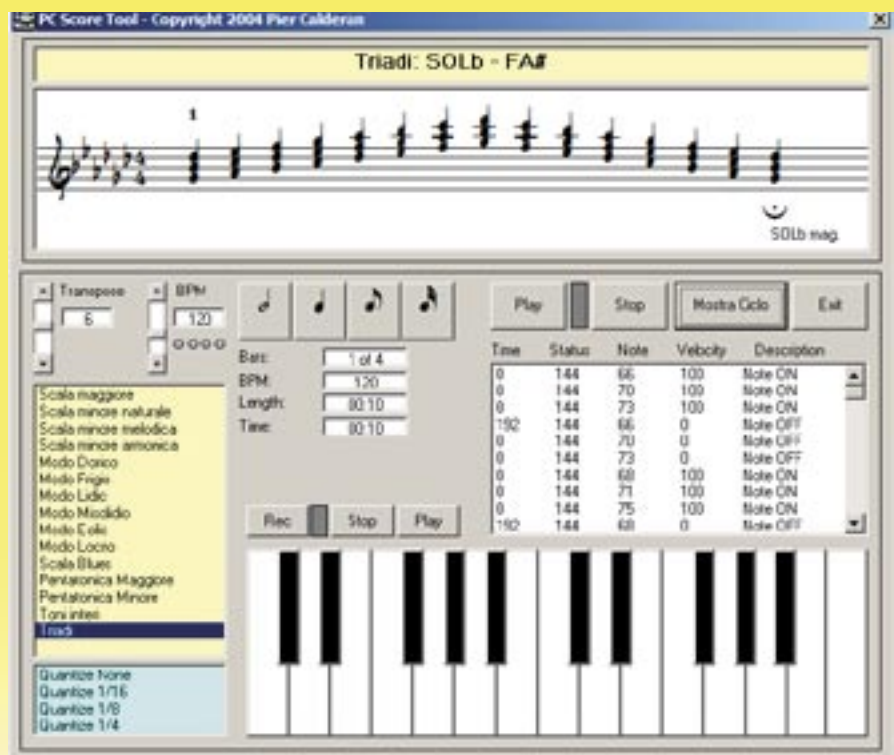 PC Score Tool - Copyright 2004 Pier Calderan
Triadi: SOLb - FA#
1
SOLb mag.
Transpose
6
BPM
120
Bars: 1 of 4
BPM: 120
Length: 00:10
Time: 00:10
Play
Stop
Mostra Ciclo
Exit
Time Status Note Velocity Description
0 144 66 100 Note ON
0 144 70 100 Note ON
0 144 73 100 Note ON
192 144 66 0 Note OFF
0 144 70 0 Note OFF
0 144 73 0 Note OFF
0 144 68 100 Note ON
0 144 71 100 Note ON
0 144 75 100 Note ON
192 144 68 0 Note OFF
Scala maggiore
Scala minore naturale
Scala minore melodica
Scala minore armonica
Modo Dorico
Modo Frigio
Modo Lidio
Modo Misolidio
Modo Eolio
Modo Locrio
Scala Blues
Pentatonica Maggiore
Pentatonica Minore
Toni interi
Triadi
Rec
Stop
Play
Quantize None
Quantize 1/16
Quantize 1/8
Quantize 1/4